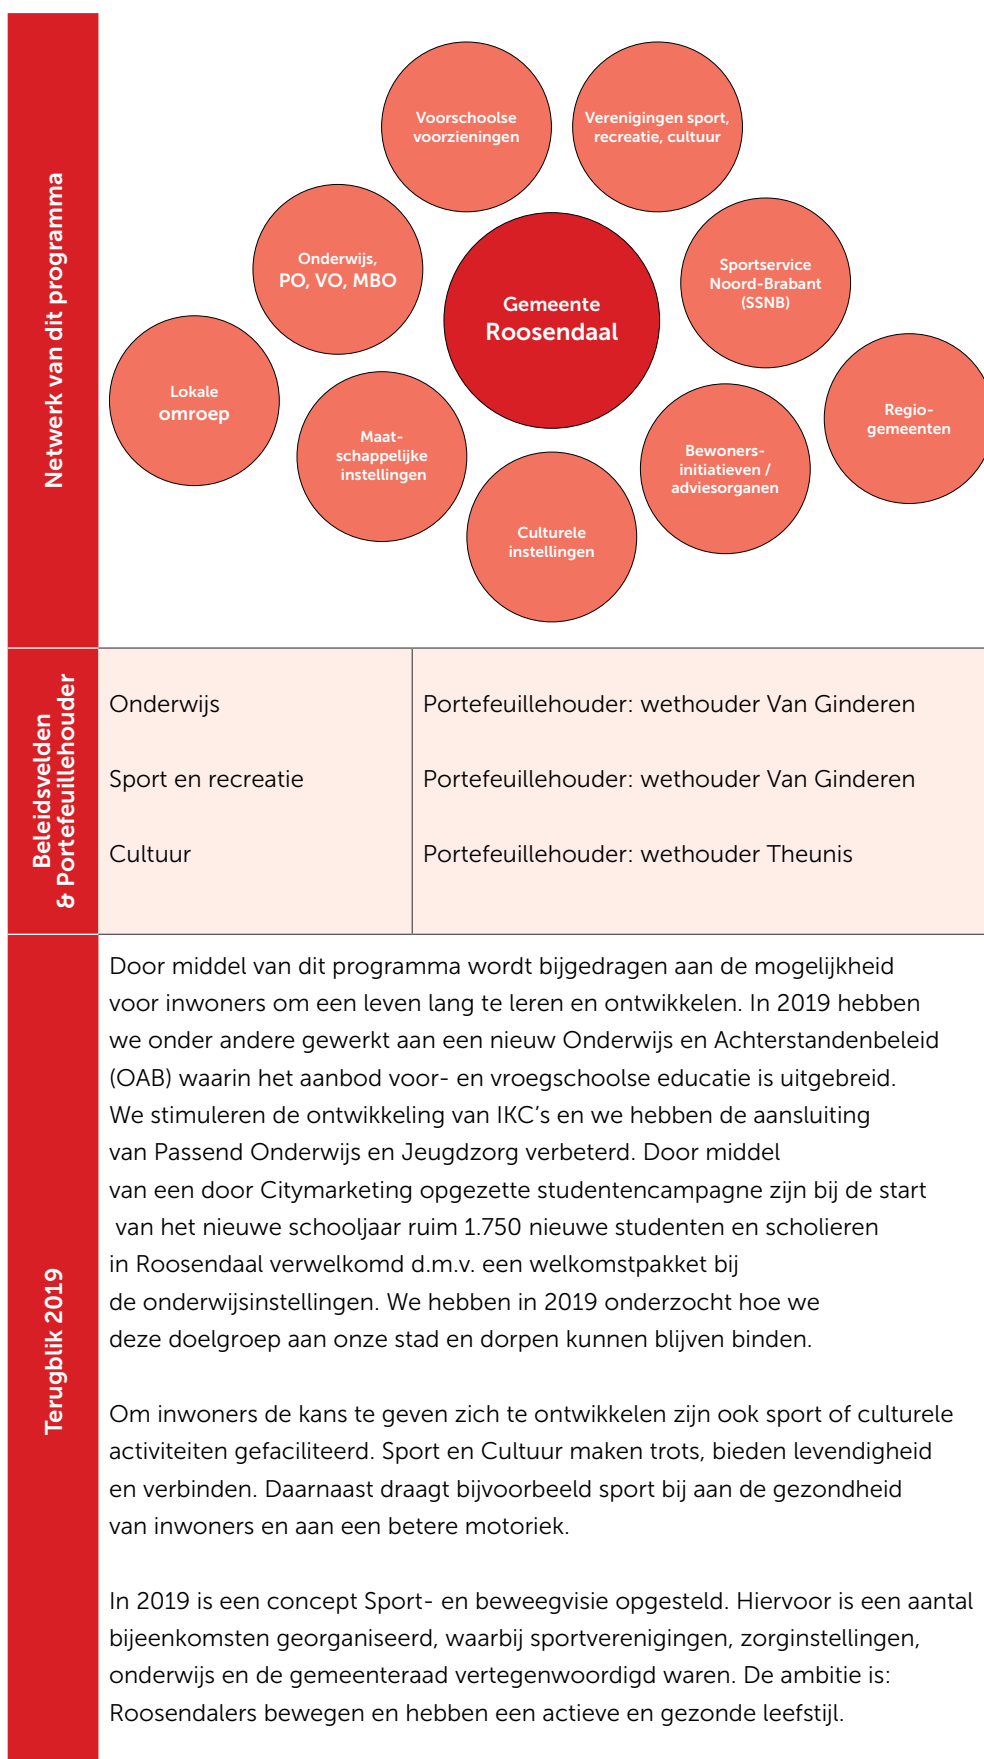 Netwerk van dit programma
Voorschoolse
voorzieningen
Verenigingen sport,
recreatie, cultuur
Onderwijs,
PO, VO, MBO
Gemeente
Roosendaal
Sportservice
Noord-Brabant
(SSNB)
Lokale
omroep
Maat-
schappelijke
instellingen
Culturele
instellingen
Bewoners-
initiatieven /
adviesorganen
Regio-
gemeenten
Beleidsvelden
& Portefeuillehouder
Onderwijs
Portefeuillehouder: wethouder Van Ginderen
Sport en recreatie
Portefeuillehouder: wethouder Van Ginderen
Cultuur
Portefeuillehouder: wethouder Theunis
Terugblik 2019
Door middel van dit programma wordt bijgedragen aan de mogelijkheid
voor inwoners om een leven lang te leren en ontwikkelen. In 2019 hebben
we onder andere gewerkt aan een nieuw Onderwijs en Achterstandenbeleid
(OAB) waarin het aanbod voor- en vroegschoolse educatie is uitgebreid.
We stimuleren de ontwikkeling van IKC's en we hebben de aansluiting
van Passend Onderwijs en Jeugdzorg verbeterd. Door middel
van een door Citymarketing opgezette studentencampagne zijn bij de start
van het nieuwe schooljaar ruim 1.750 nieuwe studenten en scholieren
in Roosendaal verwelkomd d.m.v. een welkomstpakket bij
de onderwijsinstellingen. We hebben in 2019 onderzocht hoe we
deze doelgroep aan onze stad en dorpen kunnen blijven binden.
Om inwoners de kans te geven zich te ontwikkelen zijn ook sport of culturele
activiteiten gefaciliteerd. Sport en Cultuur maken trots, bieden levendigheid
en verbinden. Daarnaast draagt bijvoorbeeld sport bij aan de gezondheid
van inwoners en aan een betere motoriek.
In 2019 is een concept Sport- en beweegvisie opgesteld. Hiervoor is een aantal
bijeenkomsten georganiseerd, waarbij sportverenigingen, zorginstellingen,
onderwijs en de gemeenteraad vertegenwoordigd waren. De ambitie is:
Roosendalers bewegen en hebben een actieve en gezonde leefstijl.